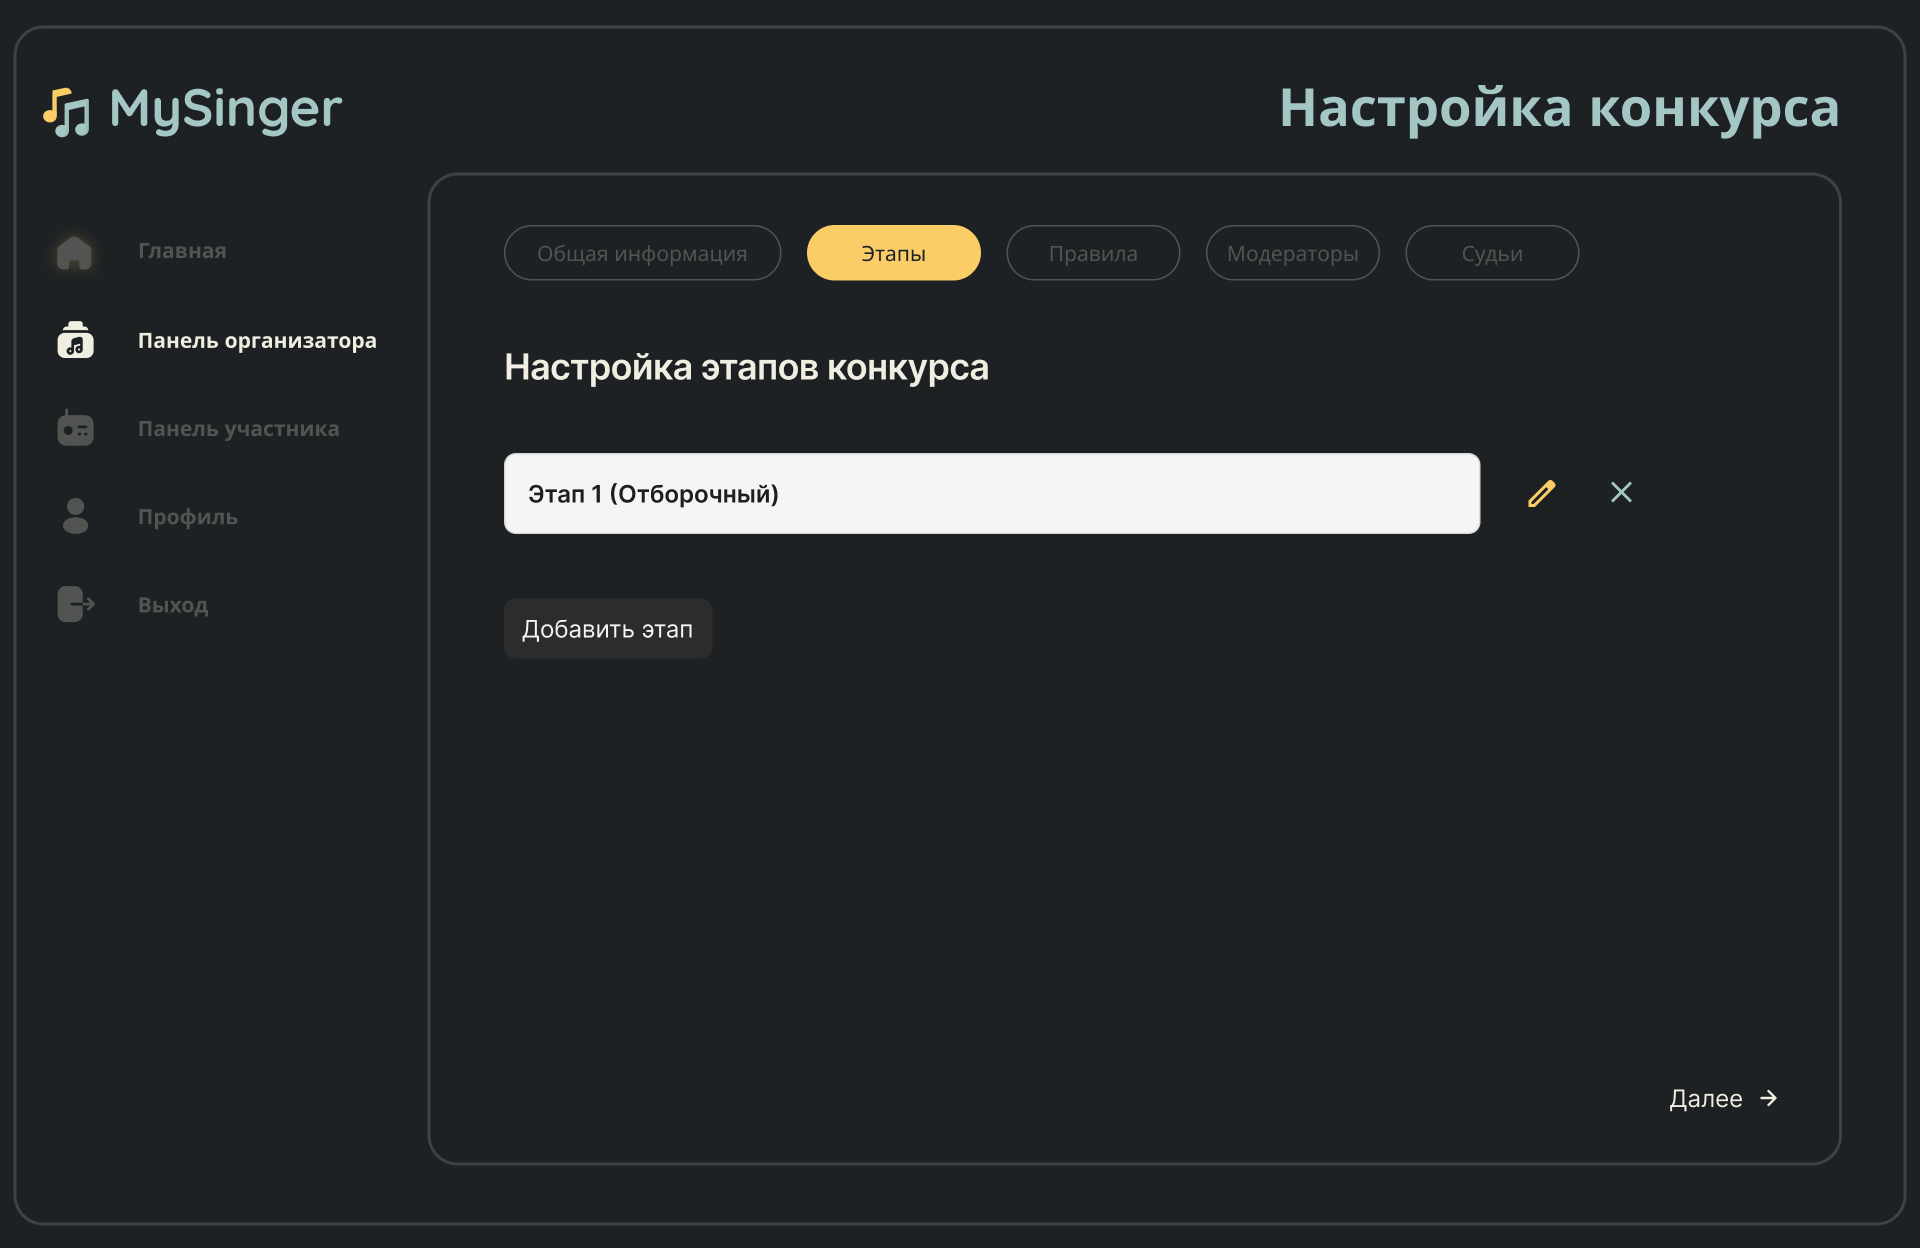 MySinger
Настройка конкурса
Главная
Панель организатора
Панель участника
Профиль
Выход
Общая информация
Этапы
Правила
Модераторы
Судьи
Настройка этапов конкурса
Этап 1 (Отборочный)
Добавить этап
Далее